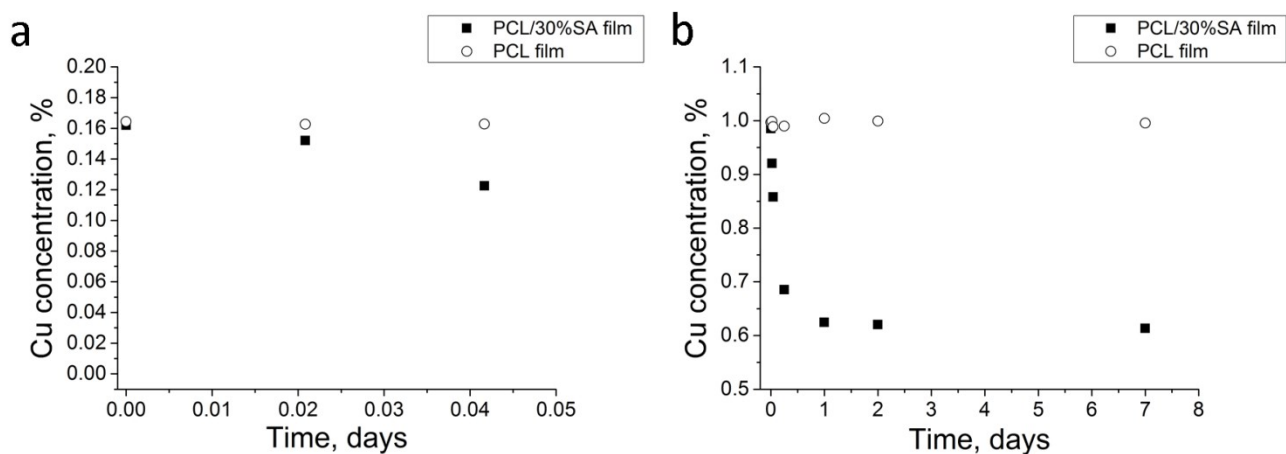 a
PCL/30%SA film
PCL film
0.20
0.18
0.16
0.14
0.12
0.10
0.08
0.06
0.04
0.02
0.00
Cu concentration, %
0.00 0.01 0.02 0.03 0.04 0.05
Time, days
b
PCL/30%SA film
PCL film
1.1
1.0
0.9
0.8
0.7
0.6
0.5
Cu concentration, %
0 1 2 3 4 5 6 7 8
Time, days